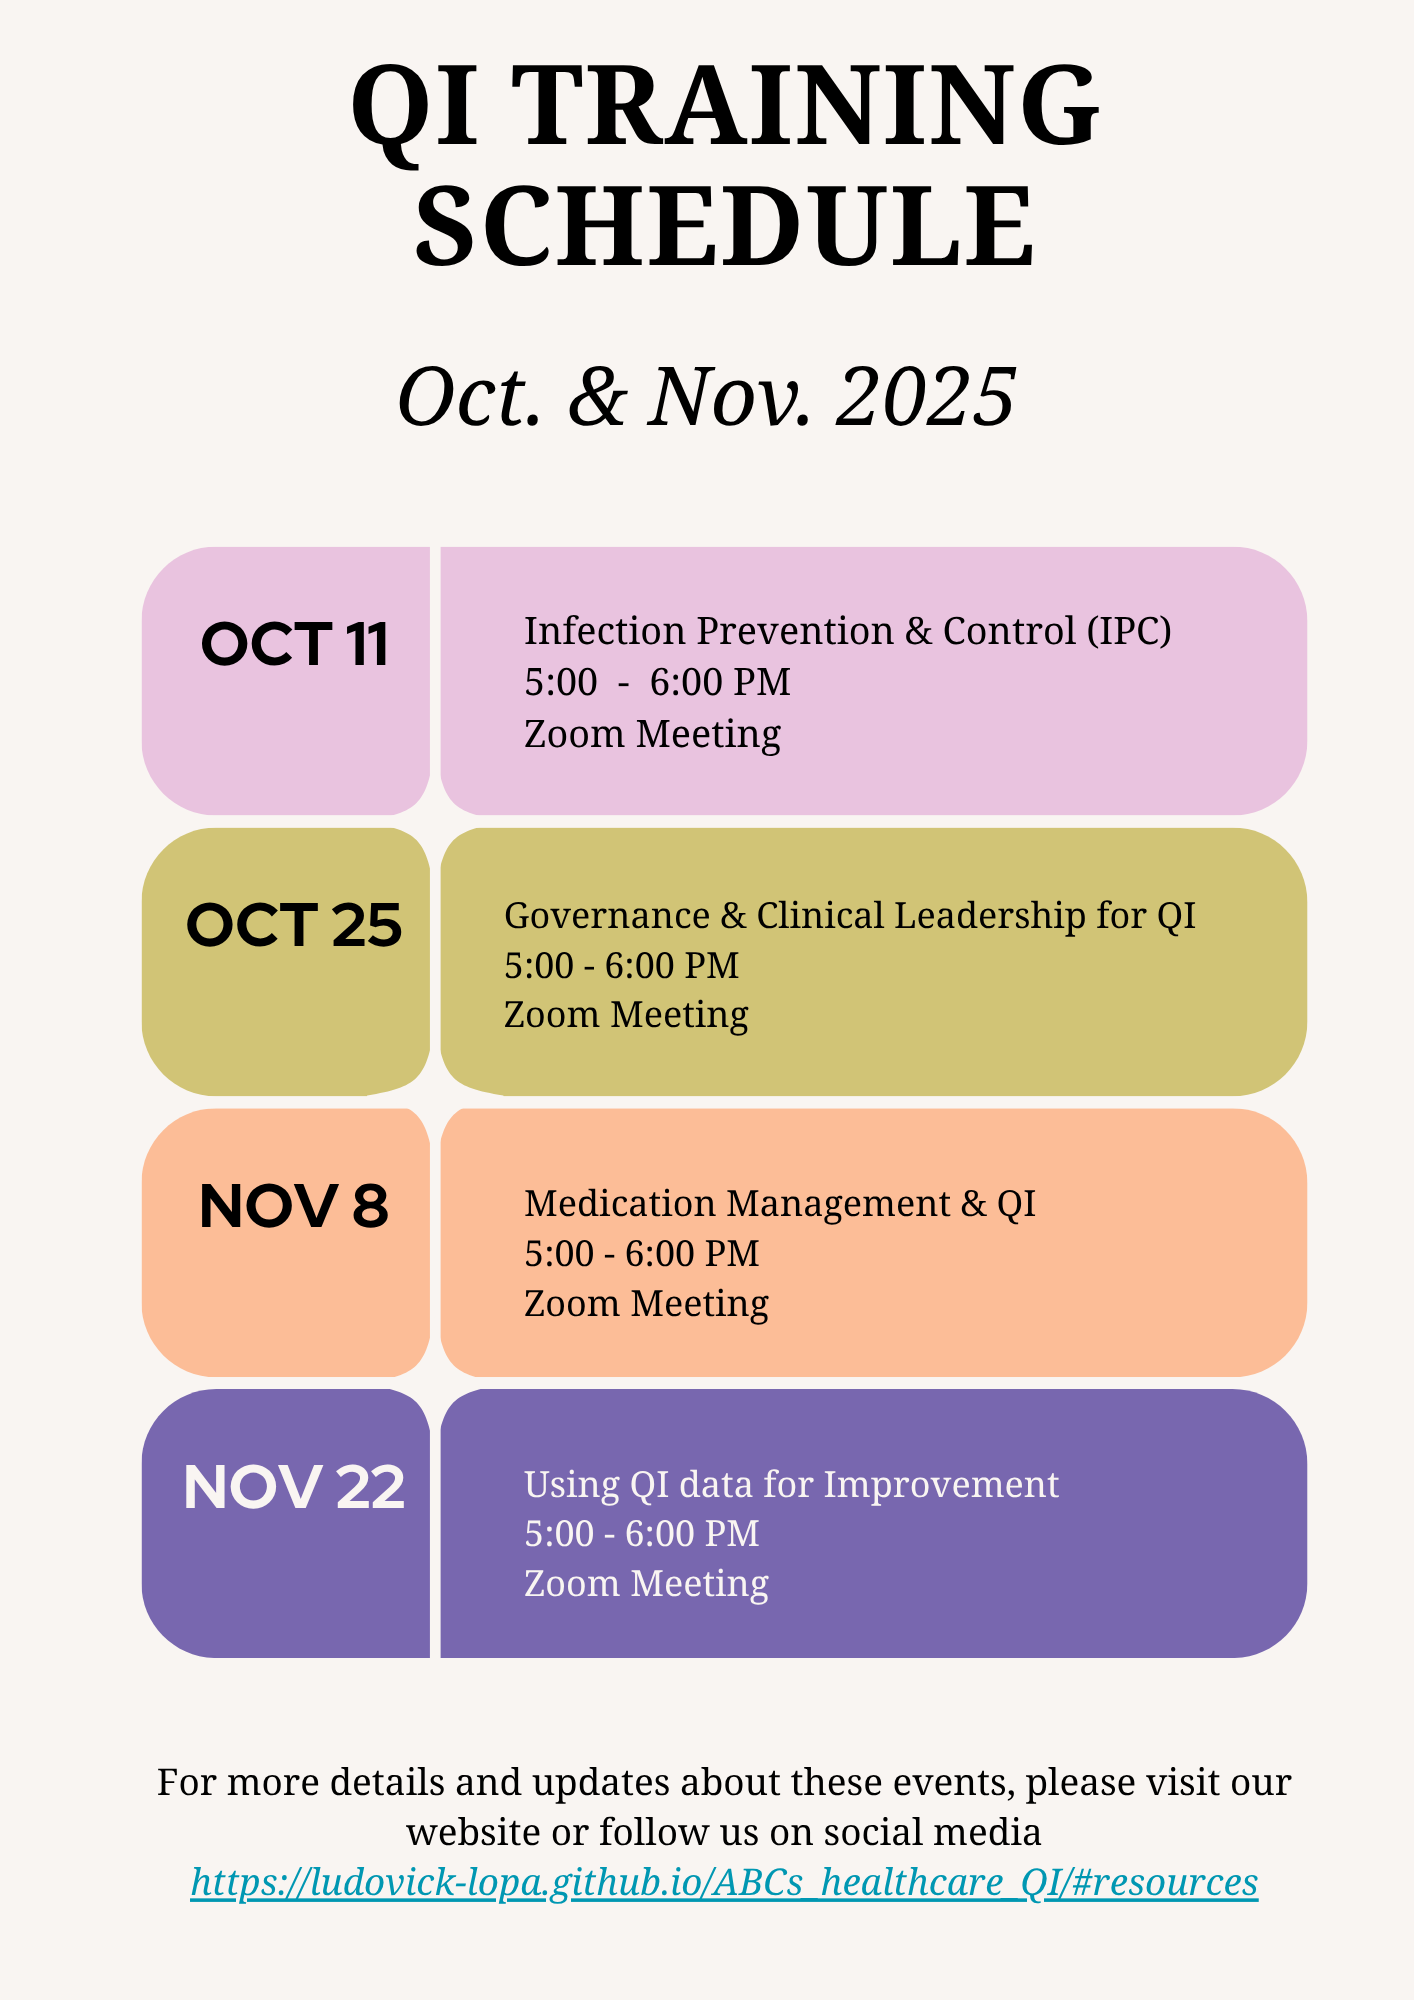 QI TRAINING
SCHEDULE
Oct. & Nov. 2025
OCT 11
Infection Prevention & Control (IPC)
5:00  -  6:00 PM
Zoom Meeting
OCT 25
Governance & Clinical Leadership for QI
5:00 - 6:00 PM
Zoom Meeting
NOV 8
Medication Management & QI
5:00 - 6:00 PM
Zoom Meeting
NOV 22
Using QI data for Improvement
5:00 - 6:00 PM
Zoom Meeting
For more details and updates about these events, please visit our
website or follow us on social media
https://ludovick-lopa.github.io/ABCs_healthcare_QI/#resources